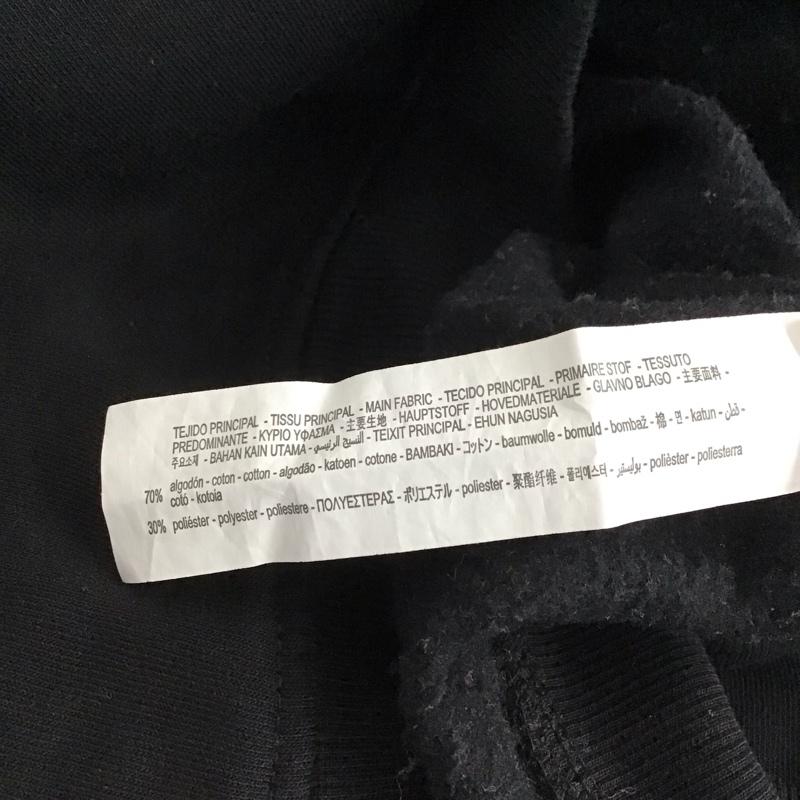 TEJIDO PRINCIPAL - TISSU PRINCIPAL - MAIN FABRIC - TECIDO PRINCIPAL - PRIMAIRE STOF - TESSUTO
PREDOMINANTE - ΚΥΡΙΟ ΥΦΑΣΜΑ - 主要生地 - HAUPTSTOFF - HOVEDMATERIALE - GLAVNO BLAGO - 主要面料 -
주요소재 - BAHAN KAIN UTAMA - النسيج الرئيسي - TEIXIT PRINCIPAL - EHUN NAGUSIA
70% algodón - coton - cotton - algodão - katoen - cotone - BAMBAKI - コットン - baumwolle - bomuld - bombaž - 棉 - 면 - katun - قطن -
cotó - kotoia
30% poliéster - polyester - poliestere - ΠΟΛΥΕΣΤΕΡΑΣ - ポリエステル - poliester - 聚酯纤维 - 폴리에스터 - بوليستير - polièster - poliesterra